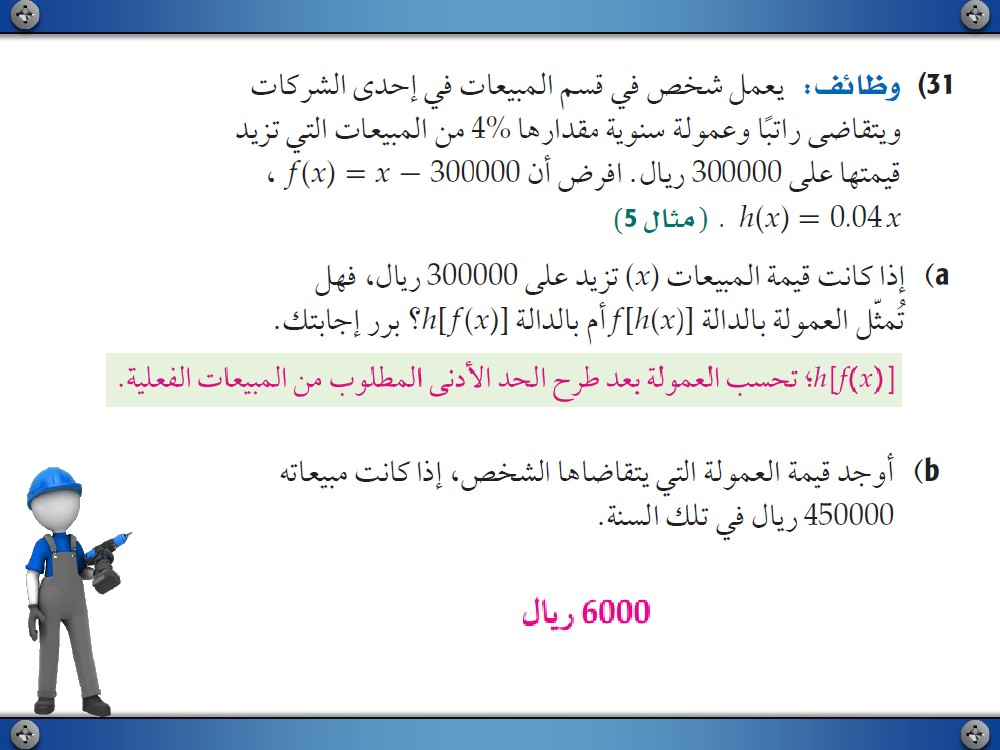 31) وظائف: يعمل شخص في قسم المبيعات في إحدى الشركات
ويتقاضى راتبًا وعمولة سنوية مقدارها 4% من المبيعات التي تزيد
قيمتها على 300000 ريال. افرض أن f(x) = x − 300000 ،
h(x) = 0.04x . (مثال 5)
a) إذا كانت قيمة المبيعات (x) تزيد على 300000 ريال، فهل
تُمثّل العمولة بالدالة f[h(x)] أم بالدالة h[f(x)]؟ برر إجابتك.
h[f(x)]؛ تحسب العمولة بعد طرح الحد الأدنى المطلوب من المبيعات الفعلية.
b) أوجد قيمة العمولة التي يتقاضاها الشخص، إذا كانت مبيعاته
450000 ريال في تلك السنة.
6000 ريال